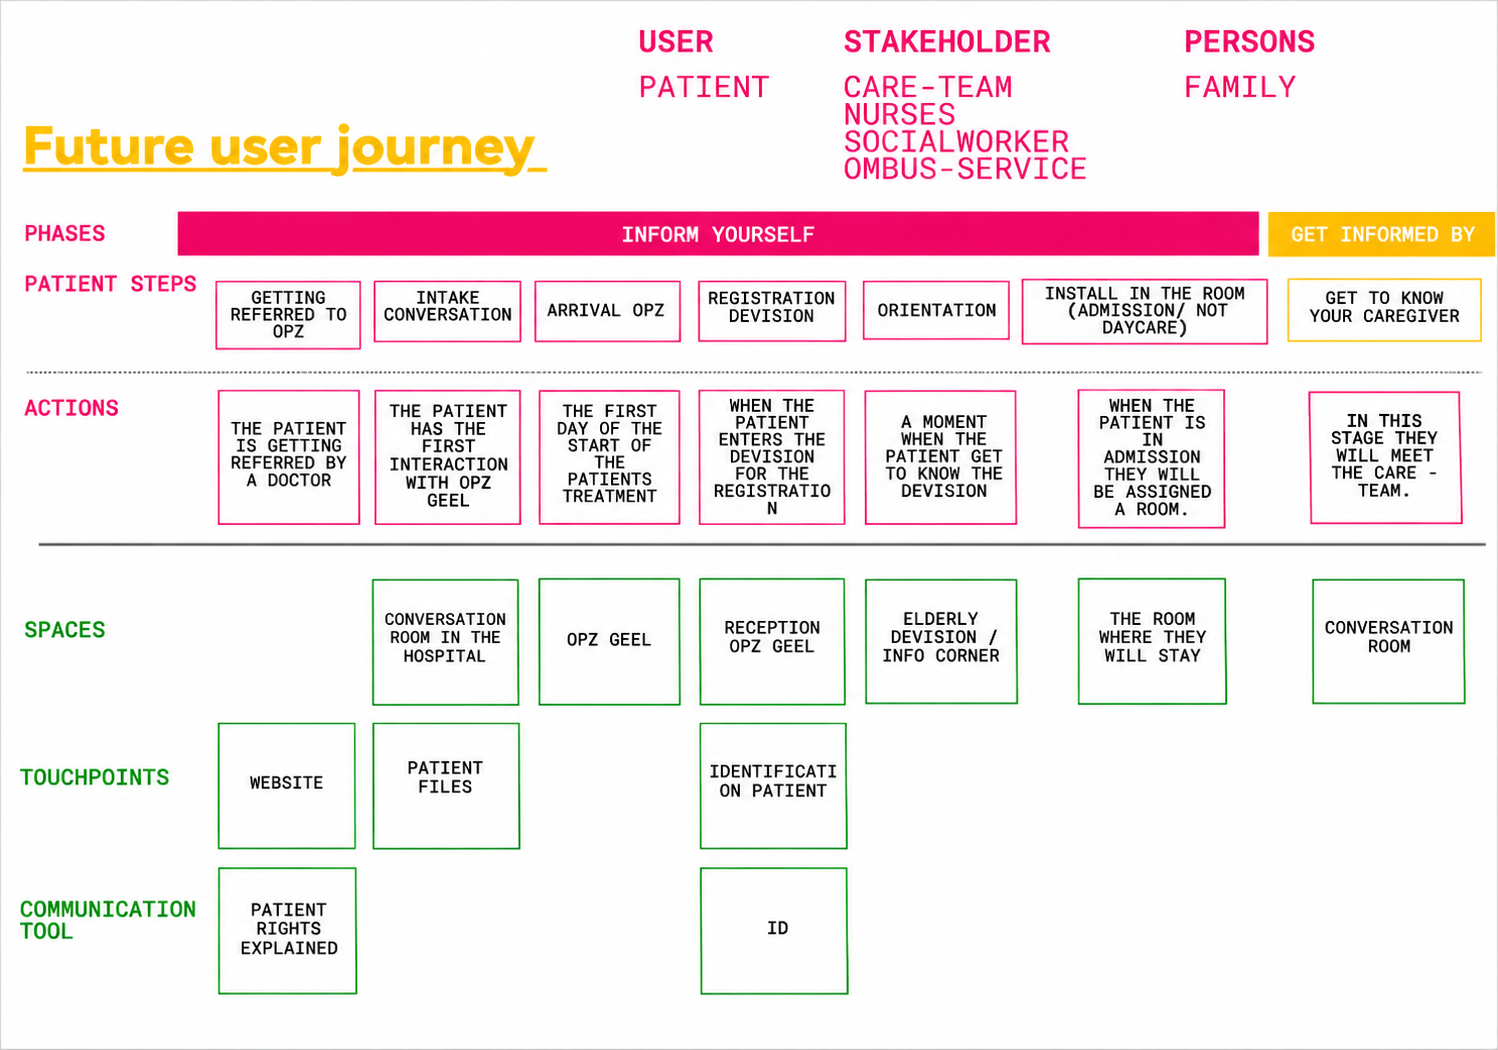 USER
PATIENT
STAKEHOLDER
CARE-TEAM
NURSES
SOCIALWORKER
OMBUS-SERVICE
PERSONS
FAMILY
Future user journey
PHASES
INFORM YOURSELF
GET INFORMED BY
PATIENT STEPS
GETTING
REFERRED TO
OPZ
INTAKE
CONVERSATION
ARRIVAL OPZ
REGISTRATION
DEVISION
ORIENTATION
INSTALL IN THE ROOM
(ADMISSION/ NOT
DAYCARE)
GET TO KNOW
YOUR CAREGIVER
ACTIONS
THE PATIENT
IS GETTING
REFERRED BY
A DOCTOR
THE PATIENT
HAS THE
FIRST
INTERACTION
WITH OPZ
GEEL
THE FIRST
DAY OF THE
START OF
THE
PATIENTS
TREATMENT
WHEN THE
PATIENT
ENTERS THE
DEVISION
FOR THE
REGISTRATIO
N
A MOMENT
WHEN THE
PATIENT GET
TO KNOW THE
DEVISION
WHEN THE
PATIENT IS
IN
ADMISSION
THEY WILL
BE ASSIGNED
A ROOM.
IN THIS
STAGE THEY
WILL MEET
THE CARE -
TEAM.
SPACES
CONVERSATION
ROOM IN THE
HOSPITAL
OPZ GEEL
RECEPTION
OPZ GEEL
ELDERLY
DEVISION /
INFO CORNER
THE ROOM
WHERE THEY
WILL STAY
CONVERSATION
ROOM
TOUCHPOINTS
WEBSITE
PATIENT
FILES
IDENTIFICATI
ON PATIENT
COMMUNICATION
TOOL
PATIENT
RIGHTS
EXPLAINED
ID